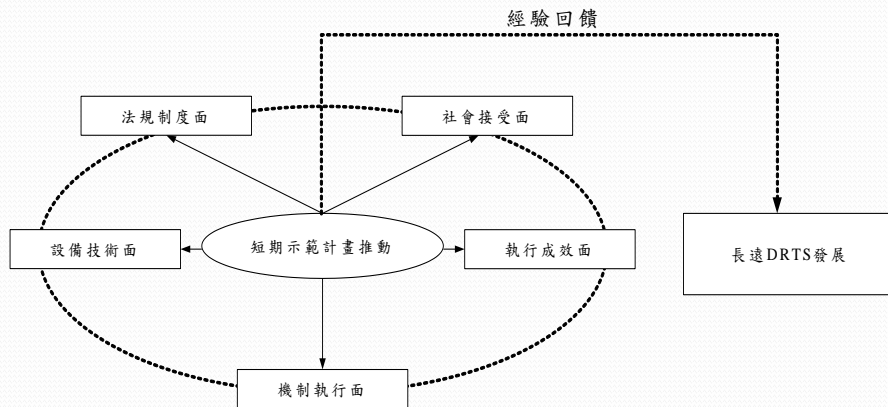 經驗回饋
法規制度面
社會接受面
設備技術面
短期示範計畫推動
執行成效面
長遠DRTS發展
機制執行面